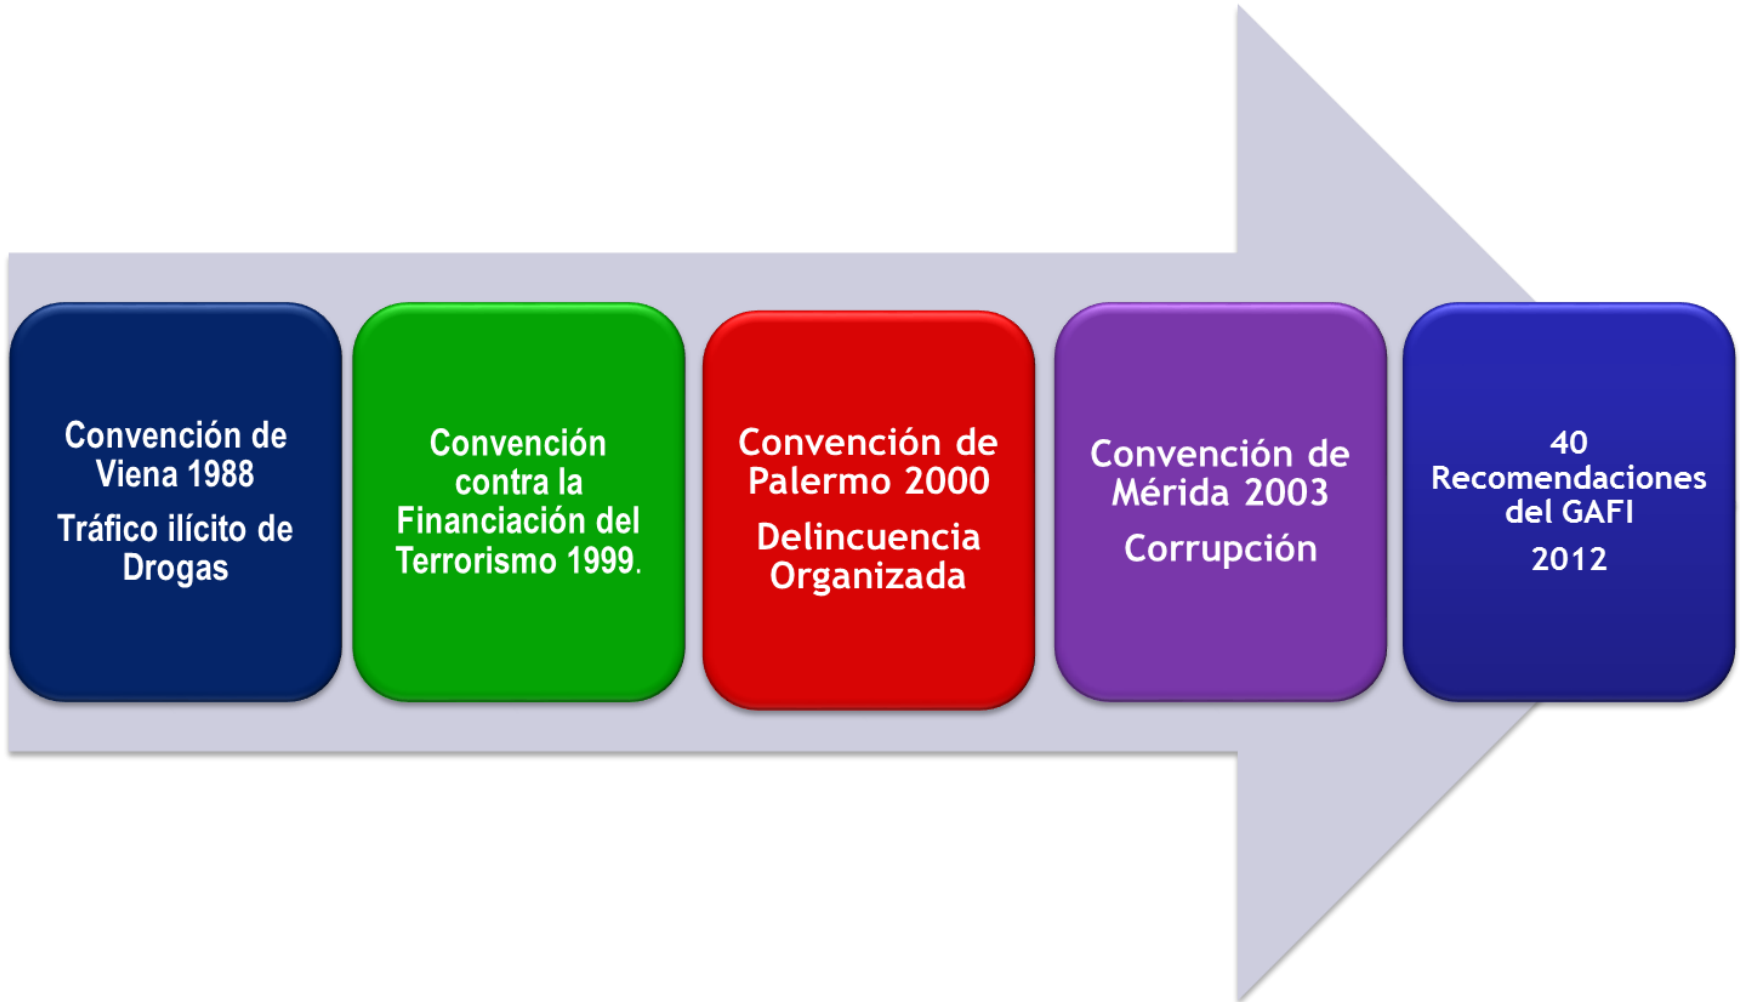 Convención de
Viena 1988
Tráfico ilícito de
Drogas
Convención
contra la
Financiación del
Terrorismo 1999.
Convención de
Palermo 2000
Delincuencia
Organizada
Convención de
Mérida 2003
Corrupción
40
Recomendaciones
del GAFI
2012